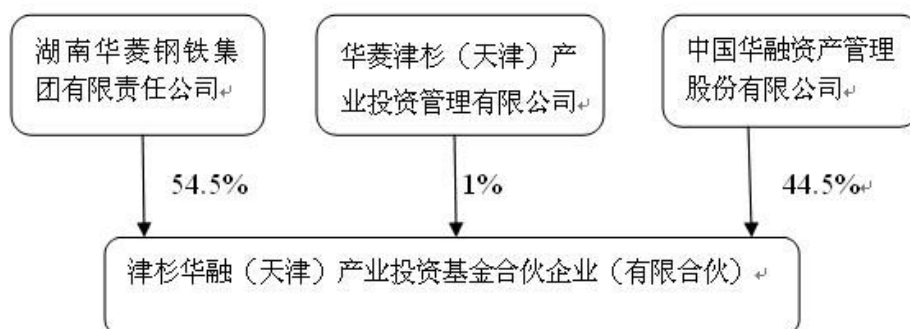 湖南华菱钢铁集
团有限责任公司
华菱津杉（天津）产
业投资管理有限公司
中国华融资产管理
股份有限公司
54.5%
1%
44.5%
津杉华融（天津）产业投资基金合伙企业（有限合伙）